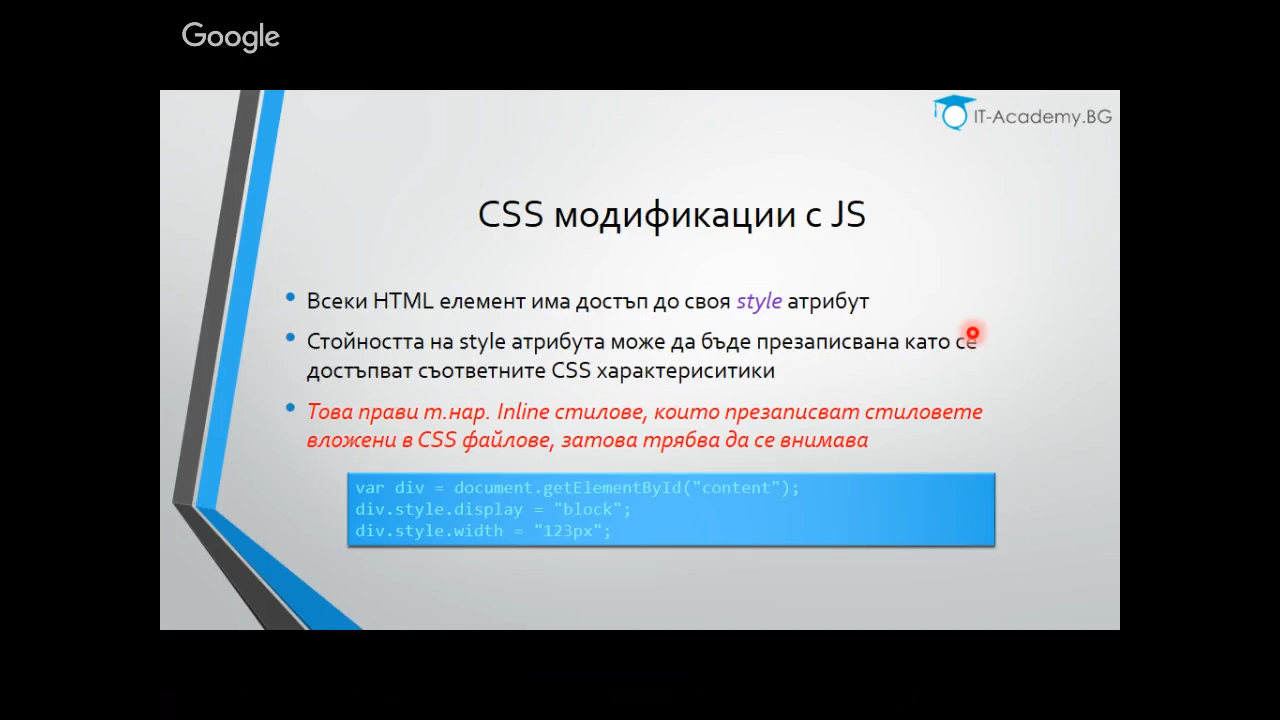 Google
IT-Academy.BG
CSS модификации с JS
Всеки HTML елемент има достъп до своя style атрибут
Стойността на style атрибута може да бъде презаписвана като се
достъпват съответните CSS характериситики
Това прави т.нар. Inline стилове, които презаписват стиловете
вложени в CSS файлове, затова трябва да се внимава
var div = document.getElementById("content");
div.style.display = "block";
div.style.width = "123px";